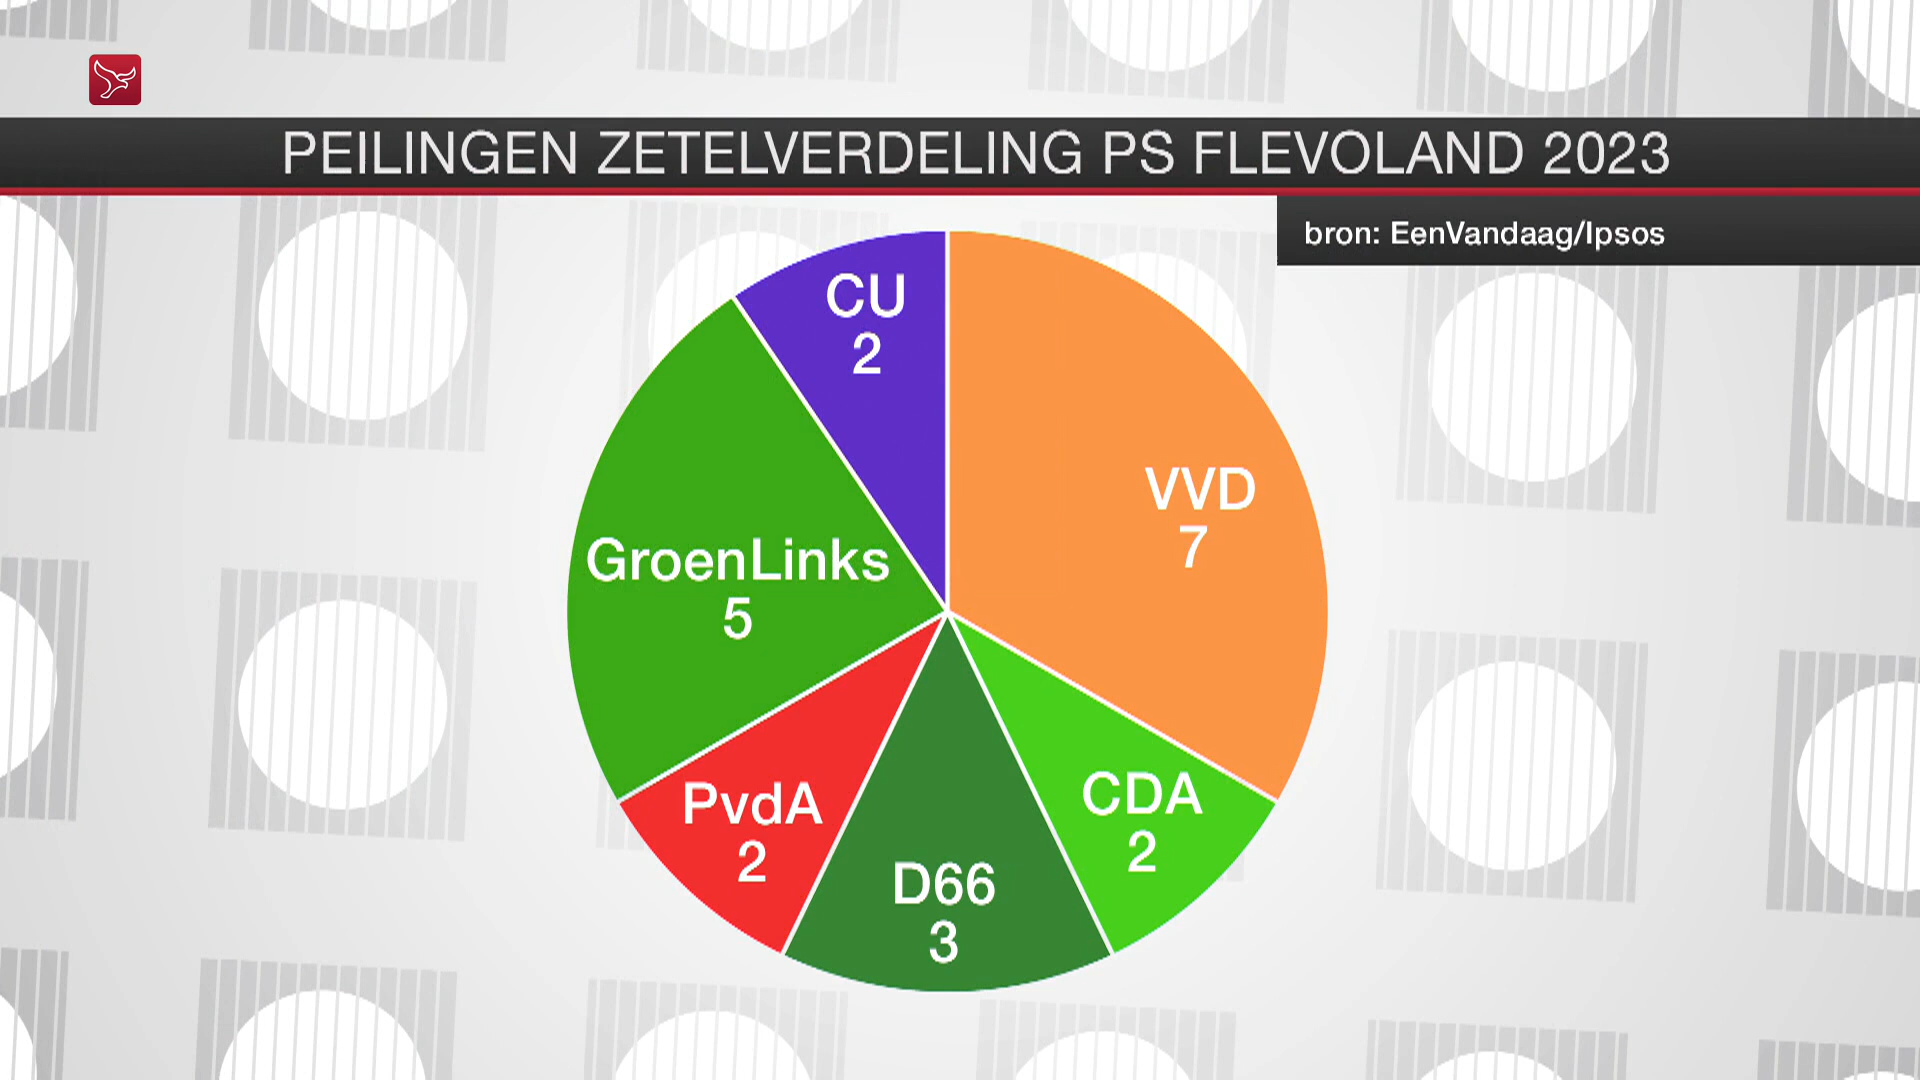 PEILINGEN ZETELVERDELING PS FLEVOLAND 2023
bron: EenVandaag/Ipsos
CU
2
VVD
7
GroenLinks
5
CDA
2
PvdA
2
D66
3